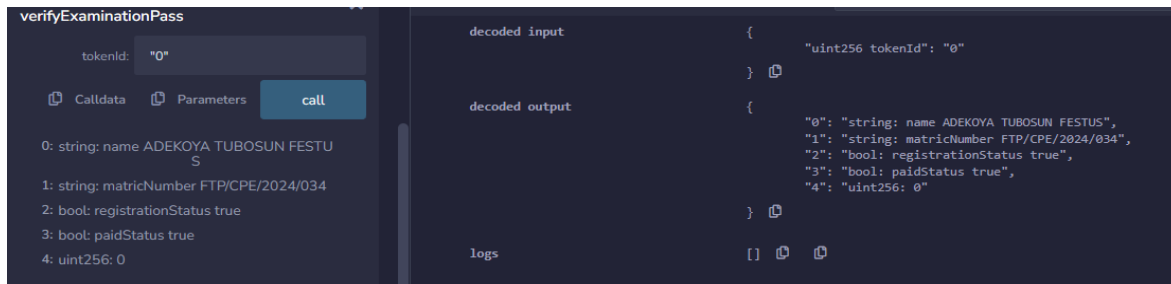 verifyExaminationPass
tokenId: "0"
Calldata Parameters call
0: string: name ADEKOYA TUBOSUN FESTU
S
1: string: matricNumber FTP/CPE/2024/034
2: bool: registrationStatus true
3: bool: paidStatus true
4: uint256: 0
decoded input {
"uint256 tokenId": "0"
}
decoded output {
"0": "string: name ADEKOYA TUBOSUN FESTUS",
"1": "string: matricNumber FTP/CPE/2024/034",
"2": "bool: registrationStatus true",
"3": "bool: paidStatus true",
"4": "uint256: 0"
}
logs []